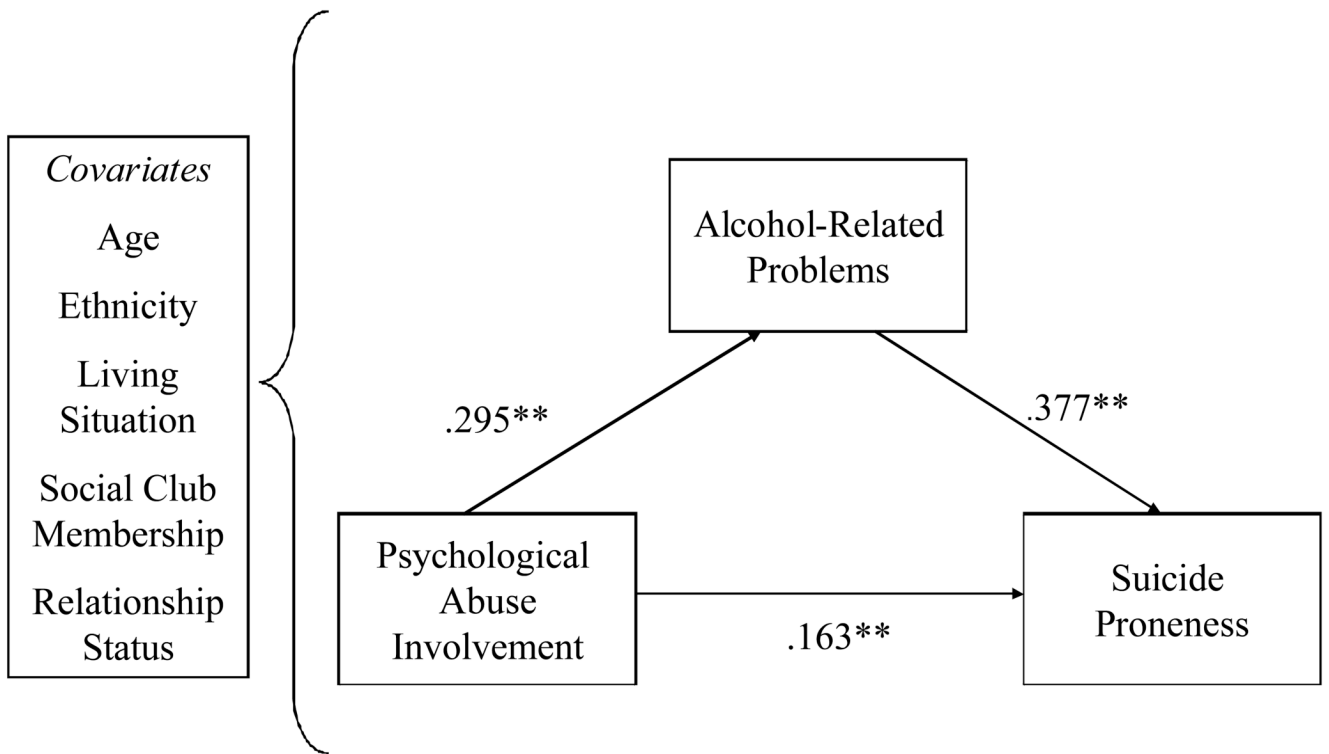 Covariates
Age
Ethnicity
Living
Situation
Social Club
Membership
Relationship
Status
Alcohol-Related
Problems
.295**
.377**
Psychological
Abuse
Involvement
.163**
Suicide
Proneness